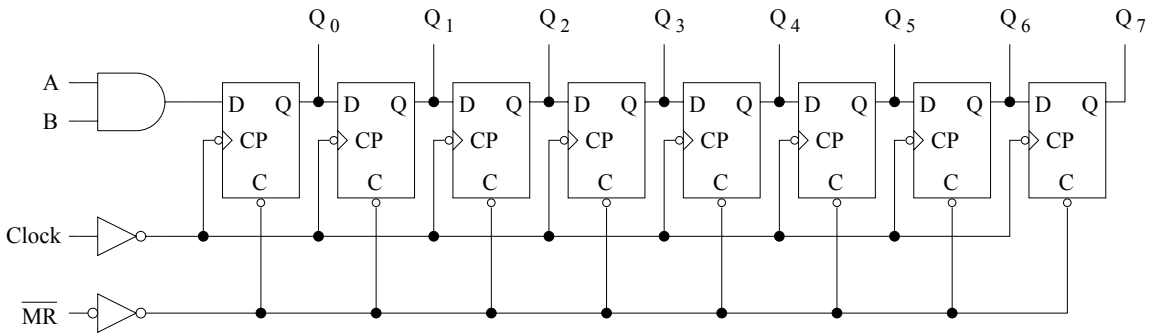 Q0 Q1 Q2 Q3 Q4 Q5 Q6 Q7
A
D Q D Q D Q D Q D Q D Q D Q D Q
B
CP CP CP CP CP CP CP CP
C C C C C C C C
Clock
MR